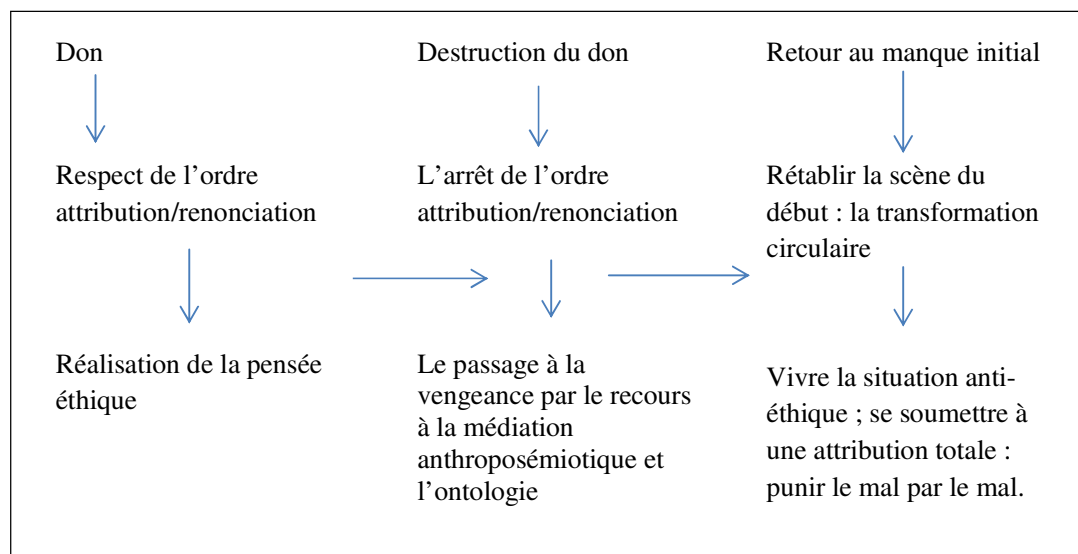 Don
Respect de l’ordre
attribution/renonciation
Réalisation de la pensée
éthique
Destruction du don
L’arrêt de l’ordre
attribution/renonciation
Le passage à la
vengeance par le recours
à la médiation
anthroposémiotique et
l’ontologie
Retour au manque initial
Rétablir la scène du
début : la transformation
circulaire
Vivre la situation anti-
éthique ; se soumettre à
une attribution totale :
punir le mal par le mal.